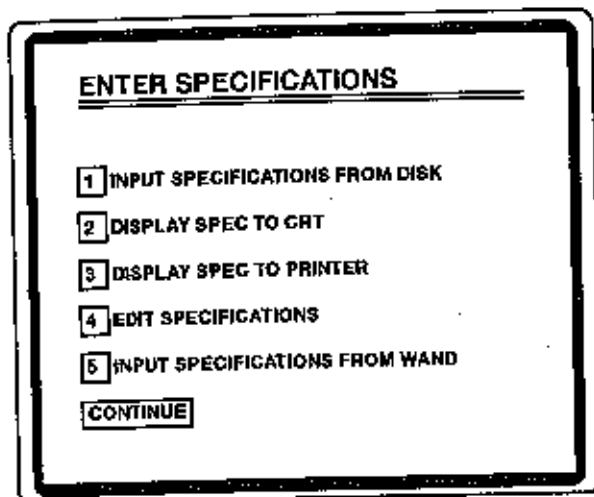 ENTER SPECIFICATIONS
1 INPUT SPECIFICATIONS FROM DISK
2 DISPLAY SPEC TO CRT
3 DISPLAY SPEC TO PRINTER
4 EDIT SPECIFICATIONS
5 INPUT SPECIFICATIONS FROM WAND
CONTINUE